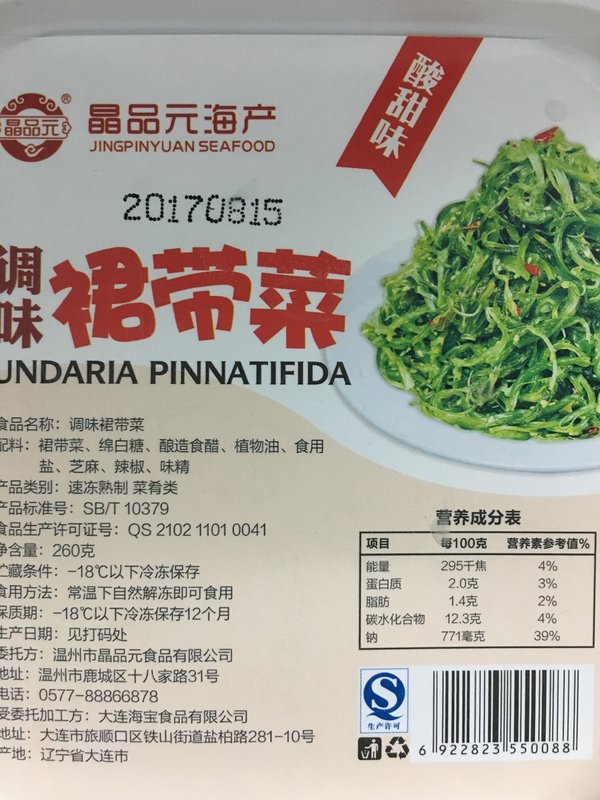 晶品元®
晶品元海产
JINGPINYUAN SEAFOOD
酸甜味
20170815
调味
裙带菜
UNDARIA PINNATIFIDA
食品名称：调味裙带菜
配料：裙带菜、绵白糖、酿造食醋、植物油、食用
盐、芝麻、辣椒、味精
产品类别：速冻熟制 菜肴类
产品标准号：SB/T 10379
食品生产许可证号：QS 2102 1101 0041
净含量：260克
贮藏条件：-18℃以下冷冻保存
食用方法：常温下自然解冻即可食用
保质期：-18℃以下冷冻保存12个月
生产日期：见打码处
委托方：温州市晶品元食品有限公司
地址：温州市鹿城区十八家路31号
电话：0577-88866878
受委托加工方：大连海宝食品有限公司
地址：大连市旅顺口区铁山街道盐柏路281-10号
产地：辽宁省大连市
营养成分表
项目 每100克 营养素参考值%
能量 295千焦 4%
蛋白质 2.0克 3%
脂肪 1.4克 2%
碳水化合物 12.3克 4%
钠 771毫克 39%
生产许可
6 922823 550088